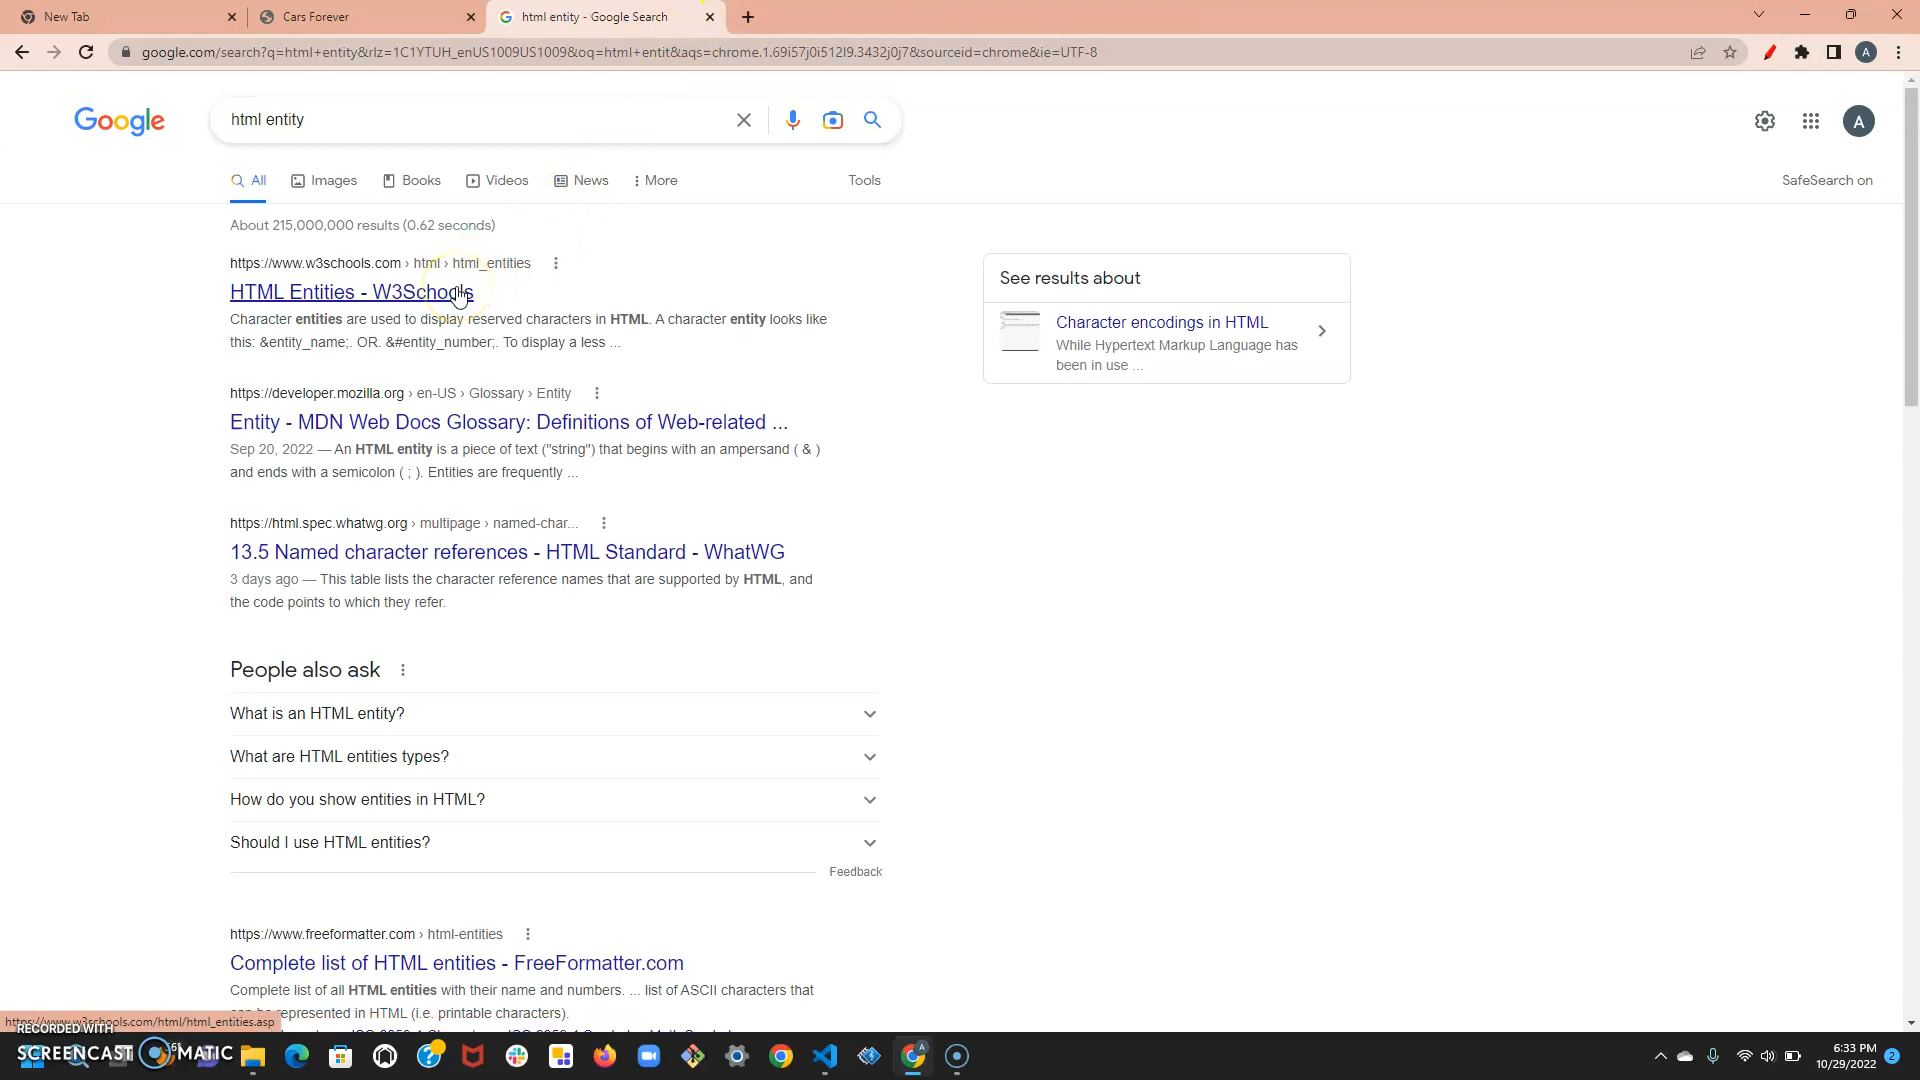 New Tab
Cars Forever
html entity - Google Search
google.com/search?q=html+entity&rlz=1C1YTUH_enUS1009US1009&oq=html+entit&aqs=chrome.1.69i57j0i512l9.3432j0j7&sourceid=chrome&ie=UTF-8
A
Google
html entity
A
All
Images
Books
Videos
News
More
Tools
SafeSearch on
About 215,000,000 results (0.62 seconds)
https://www.w3schools.com › html › html_entities
HTML Entities - W3Schools
Character entities are used to display reserved characters in HTML. A character entity looks like
this: &entity_name;. OR. &#entity_number;. To display a less ...
See results about
Character encodings in HTML
While Hypertext Markup Language has
been in use ...
https://developer.mozilla.org › en-US › Glossary › Entity
Entity - MDN Web Docs Glossary: Definitions of Web-related ...
Sep 20, 2022 — An HTML entity is a piece of text ("string") that begins with an ampersand ( & )
and ends with a semicolon ( ; ). Entities are frequently ...
https://html.spec.whatwg.org › multipage › named-char...
13.5 Named character references - HTML Standard - WhatWG
3 days ago — This table lists the character reference names that are supported by HTML, and
the code points to which they refer.
People also ask
What is an HTML entity?
What are HTML entities types?
How do you show entities in HTML?
Should I use HTML entities?
Feedback
https://www.freeformatter.com › html-entities
Complete list of HTML entities - FreeFormatter.com
Complete list of all HTML entities with their name and numbers. ... list of ASCII characters that
represented in HTML (i.e. printable characters).
https://www.w3schools.com/html/html_entities.asp
RECORDED WITH
SCREENCAST MATIC
6:33 PM
10/29/2022
2